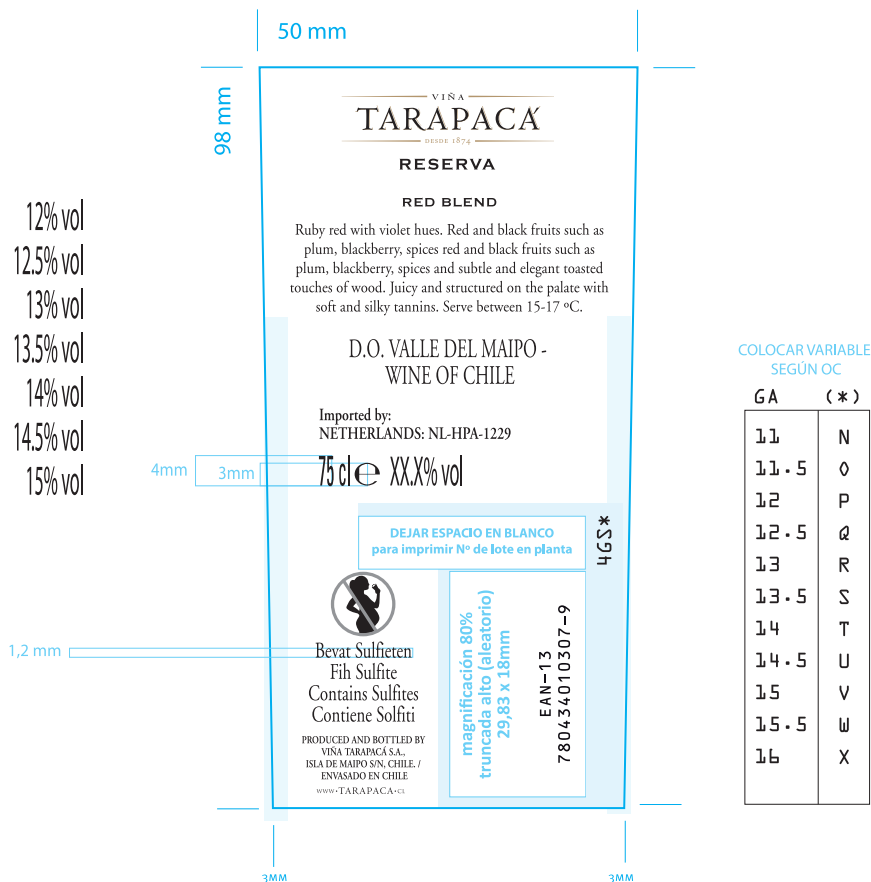 50 mm
98 mm
VIÑA
TARAPACÁ
DESDE 1874
RESERVA
RED BLEND
Ruby red with violet hues. Red and black fruits such as
plum, blackberry, spices red and black fruits such as
plum, blackberry, spices and subtle and elegant toasted
touches of wood. Juicy and structured on the palate with
soft and silky tannins. Serve between 15-17 ºC.
D.O. VALLE DEL MAIPO -
WINE OF CHILE
Imported by:
NETHERLANDS: NL-HPA-1229
75 cl e XX.X% vol
4mm
3mm
DEJAR ESPACIO EN BLANCO
para imprimir Nº de lote en planta
4GS*
magnificación 80%
truncada alto (aleatorio)
29,83 x 18mm
EAN-13
780434010307-9
1,2 mm
Bevat Sulfieten
Fih Sulfite
Contains Sulfites
Contiene Solfiti
PRODUCED AND BOTTLED BY
VIÑA TARAPACÁ S.A.,
ISLA DE MAIPO S/N, CHILE. /
ENVASADO EN CHILE
WWW•TARAPACA•CL
3MM
3MM
12% vol
12.5% vol
13% vol
13.5% vol
14% vol
14.5% vol
15% vol
COLOCAR VARIABLE
SEGÚN OC
GA (*)
11 N
11.5 O
12 P
12.5 Q
13 R
13.5 S
14 T
14.5 U
15 V
15.5 W
16 X